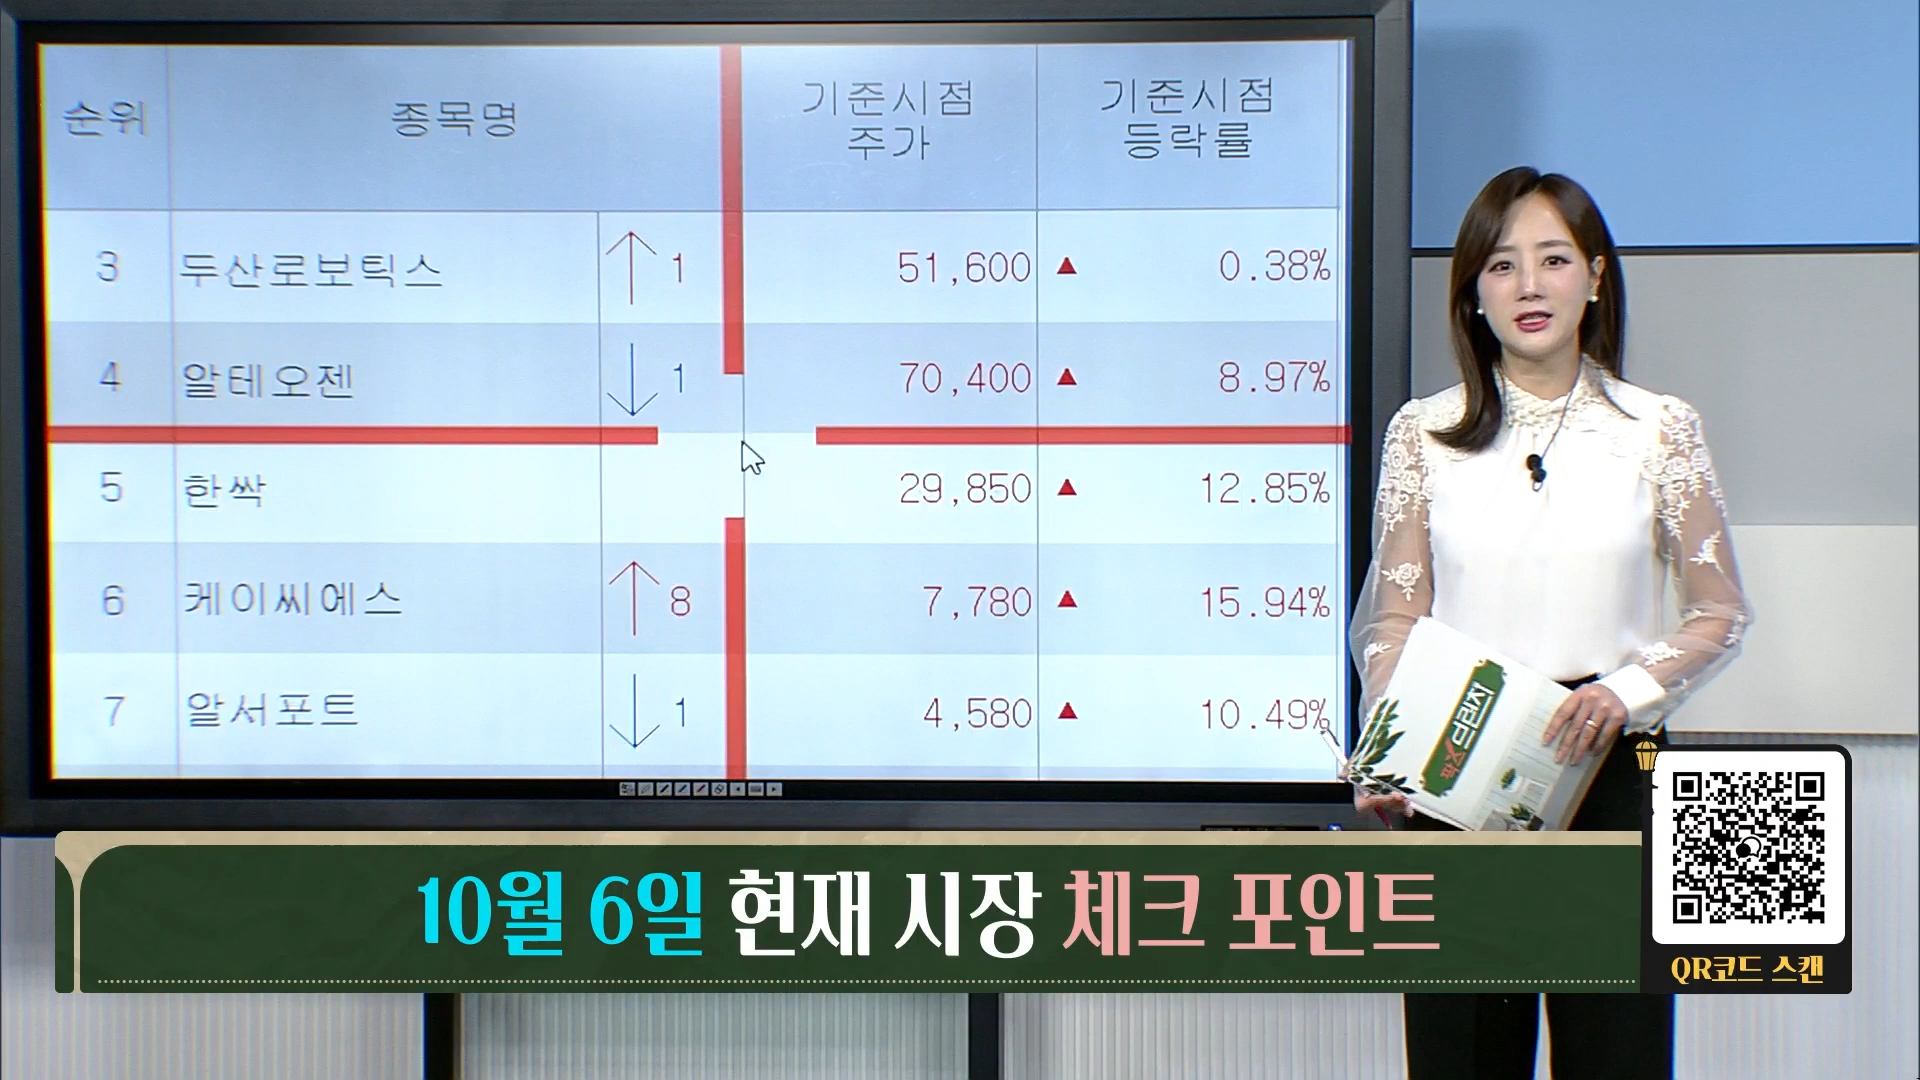 순위 종목명 기준시점 주가 기준시점 등락률
3 두산로보틱스 ↑ 1 51,600 ▲ 0.38%
4 알테오젠 ↓ 1 70,400 ▲ 8.97%
5 한싹 29,850 ▲ 12.85%
6 케이씨에스 ↑ 8 7,780 ▲ 15.94%
7 알서포트 ↓ 1 4,580 ▲ 10.49%
10월 6일 현재 시장 체크 포인트
QR코드 스캔